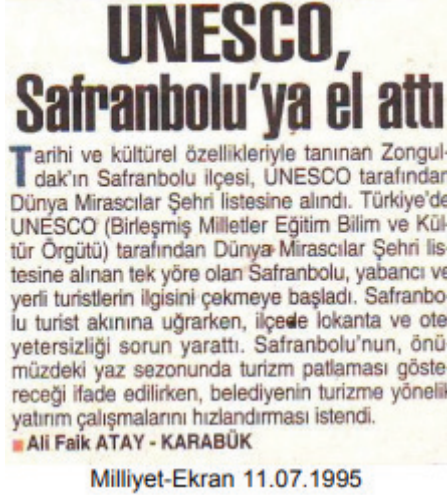 UNESCO,
Safranbolu'ya el attı
Tarihi ve kültürel özellikleriyle tanınan Zongul-
dak'ın Safranbolu ilçesi, UNESCO tarafından
Dünya Mirascılar Şehri listesine alındı. Türkiye'de
UNESCO (Birleşmiş Milletler Eğitim Bilim ve Kül-
tür Örgütü) tarafından Dünya Mirascılar Şehri lis-
tesine alınan tek yöre olan Safranbolu, yabancı ve
yerli turistlerin ilgisini çekmeye başladı. Safranbo
lu turist akınına uğrarken, ilçede lokanta ve otel
yetersizliği sorun yarattı. Safranbolu'nun, önü
müzdeki yaz sezonunda turizm patlaması göste
receği ifade edilirken, belediyenin turizme yönelik
yatırım çalışmalarını hızlandırması istendi.
Ali Faik ATAY - KARABÜK
Milliyet-Ekran 11.07.1995